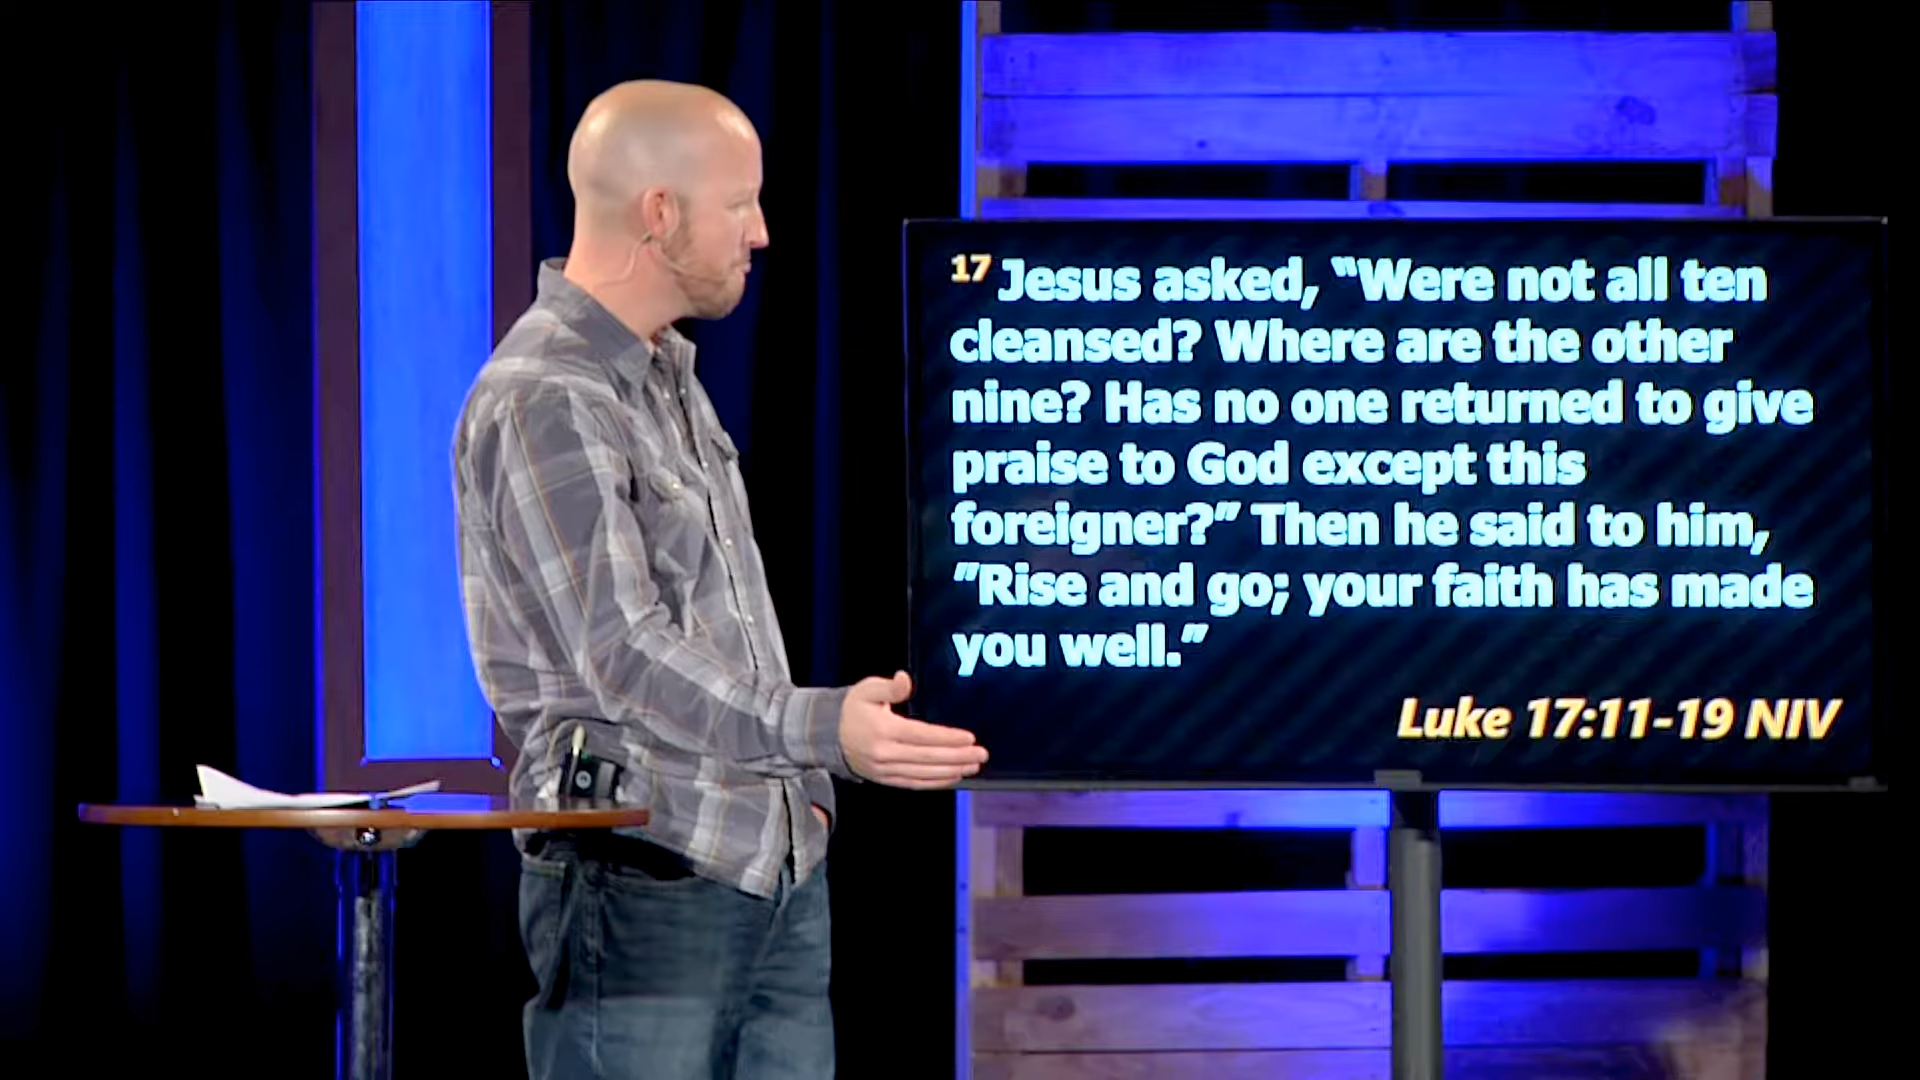 17 Jesus asked, “Were not all ten
cleansed? Where are the other
nine? Has no one returned to give
praise to God except this
foreigner?” Then he said to him,
”Rise and go; your faith has made
you well.”
Luke 17:11-19 NIV